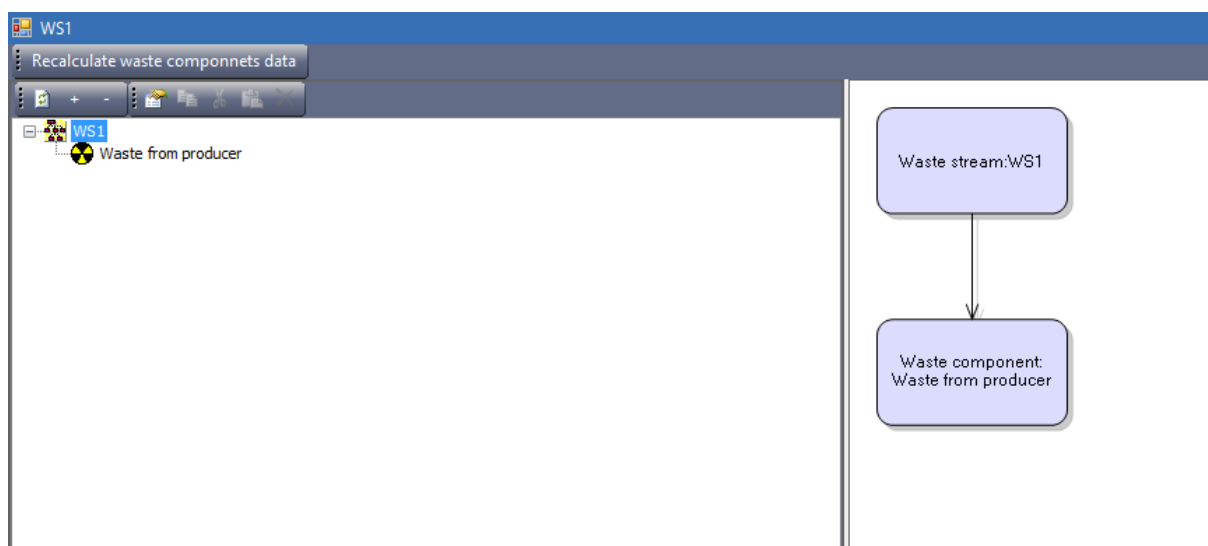 WS1
Recalculate waste componnets data
+ -
WS1
Waste from producer
Waste stream:WS1
Waste component:
Waste from producer